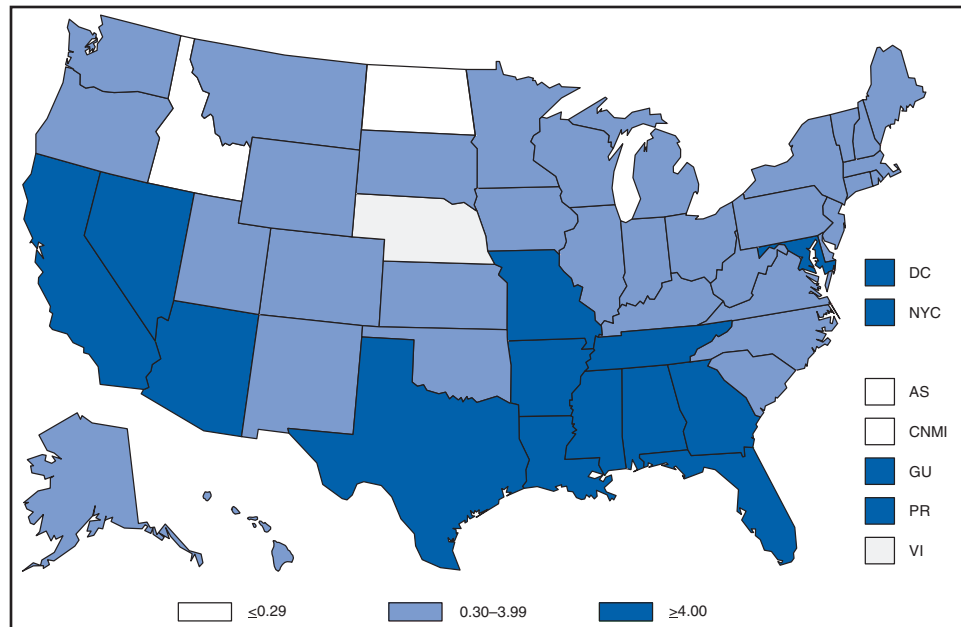 DC
NYC
AS
CNMI
GU
PR
VI
≤0.29 0.30–3.99 ≥4.00